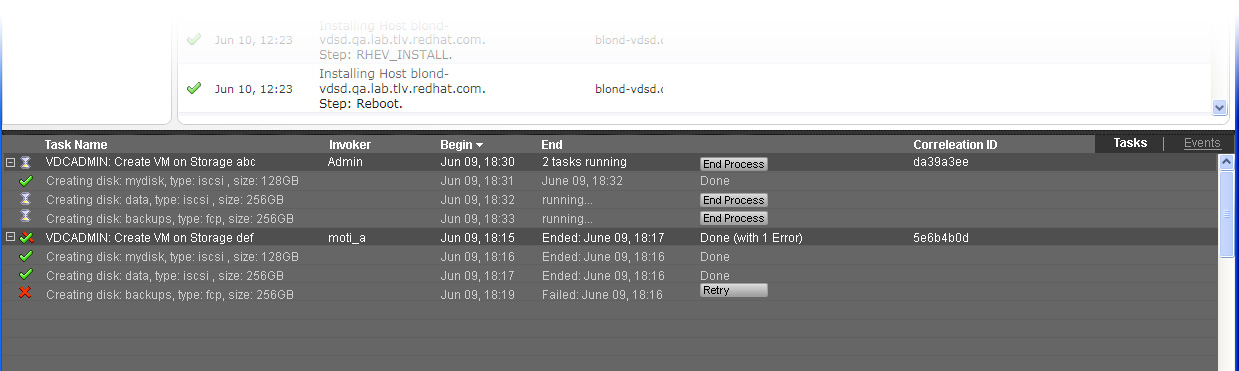 Installing Host blond-
Jun 10, 12:23 vdsd.qa.lab.tlv.redhat.com. blond-vdsd.
Step: RHEV_INSTALL.
Installing Host blond-
Jun 10, 12:23 vdsd.qa.lab.tlv.redhat.com. blond-vdsd.
Step: Reboot.
Task Name Invoker Begin End Correleation ID Tasks Events
VDCADMIN: Create VM on Storage abc Admin Jun 09, 18:30 2 tasks running End Process da39a3ee
Creating disk: mydisk, type: iscsi , size: 128GB Jun 09, 18:31 June 09, 18:32 Done
Creating disk: data, type: iscsi , size: 256GB Jun 09, 18:32 running... End Process
Creating disk: backups, type: fcp, size: 256GB Jun 09, 18:33 running... End Process
VDCADMIN: Create VM on Storage def moti_a Jun 09, 18:15 Ended: June 09, 18:17 Done (with 1 Error) 5e6b4b0d
Creating disk: mydisk, type: iscsi , size: 128GB Jun 09, 18:16 Ended: June 09, 18:16 Done
Creating disk: data, type: iscsi , size: 256GB Jun 09, 18:17 Ended: June 09, 18:16 Done
Creating disk: backups, type: fcp, size: 256GB Jun 09, 18:19 Failed: June 09, 18:16 Retry